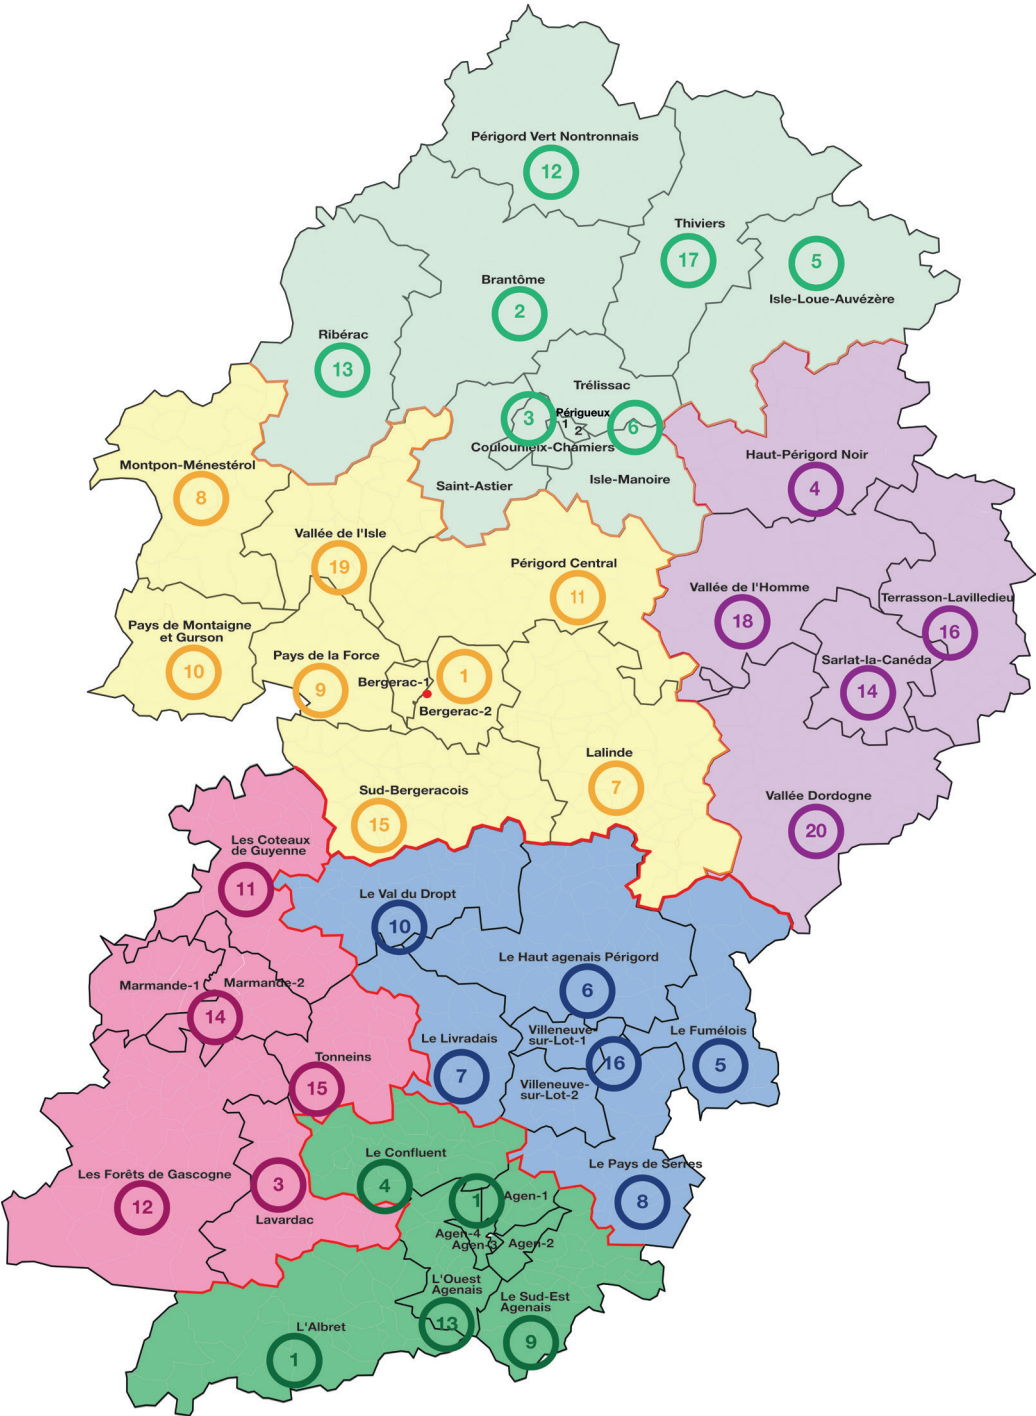 Périgord Vert Nontronnais
12
Thiviers
17
5
Isle-Loue-Auvézère
Brantôme
2
Ribérac
13
Trélissac
3
Périgueux
1
2
6
Coulounieix-Chamiers
Saint-Astier
Isle-Manoire
Haut-Périgord Noir
4
Montpon-Ménestérol
8
Vallée de l'Isle
19
Périgord Central
11
Vallée de l'Homme
18
Terrasson-Lavilledieu
16
Pays de Montaigne
et Gurson
10
Pays de la Force
9
Bergerac-1
1
Bergerac-2
Sarlat-la-Canéda
14
Lalinde
7
Sud-Bergeracois
15
Vallée Dordogne
20
Les Coteaux
de Guyenne
11
Le Val du Dropt
10
Le Haut agenais Périgord
6
Marmande-1
Marmande-2
14
Le Livradais
7
Villeneuve-
sur-Lot-1
16
Villeneuve-
sur-Lot-2
Le Fumélois
5
Tonneins
15
Le Confluent
4
Les Forêts de Gascogne
12
3
Lavardac
Le Pays de Serres
8
1
Agen-1
Agen-4
Agen-3
Agen-2
L'Ouest
Agenais
13
Le Sud-Est
Agenais
9
L'Albret
1